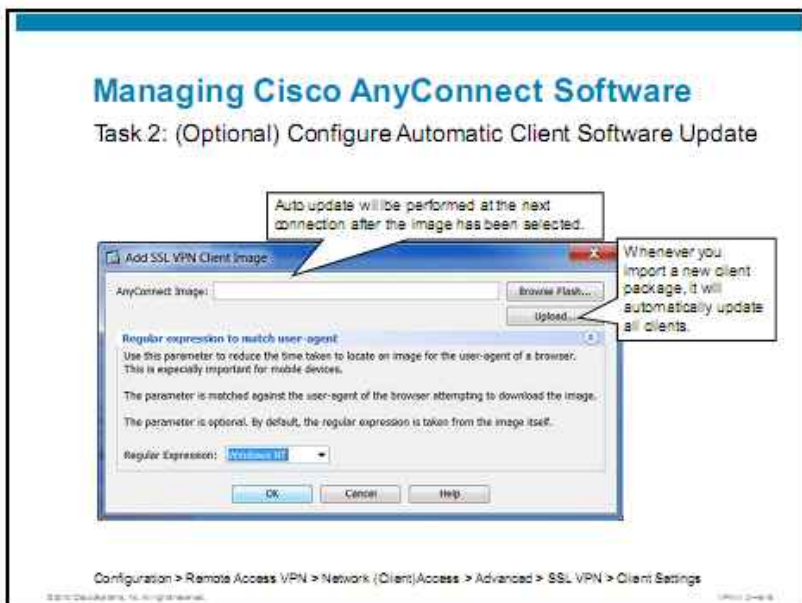 Managing Cisco AnyConnect Software
Task 2: (Optional) Configure Automatic Client Software Update
Auto update will be performed at the next
connection after the image has been selected.
Add SSL VPN Client Image
Whenever you
import a new client
package, it will
automatically update
all clients.
AnyConnect Image:
Browse Flash...
Upload...
Regular expression to match user-agent
Use this parameter to reduce the time taken to locate an image for the user-agent of a browser.
This is especially important for mobile devices.
The parameter is matched against the user-agent of the browser attempting to download the image.
The parameter is optional. By default, the regular expression is taken from the image itself.
Regular Expression: Windows NT
OK Cancel Help
Configuration > Remote Access VPN > Network (Client) Access > Advanced > SSL VPN > Client Settings